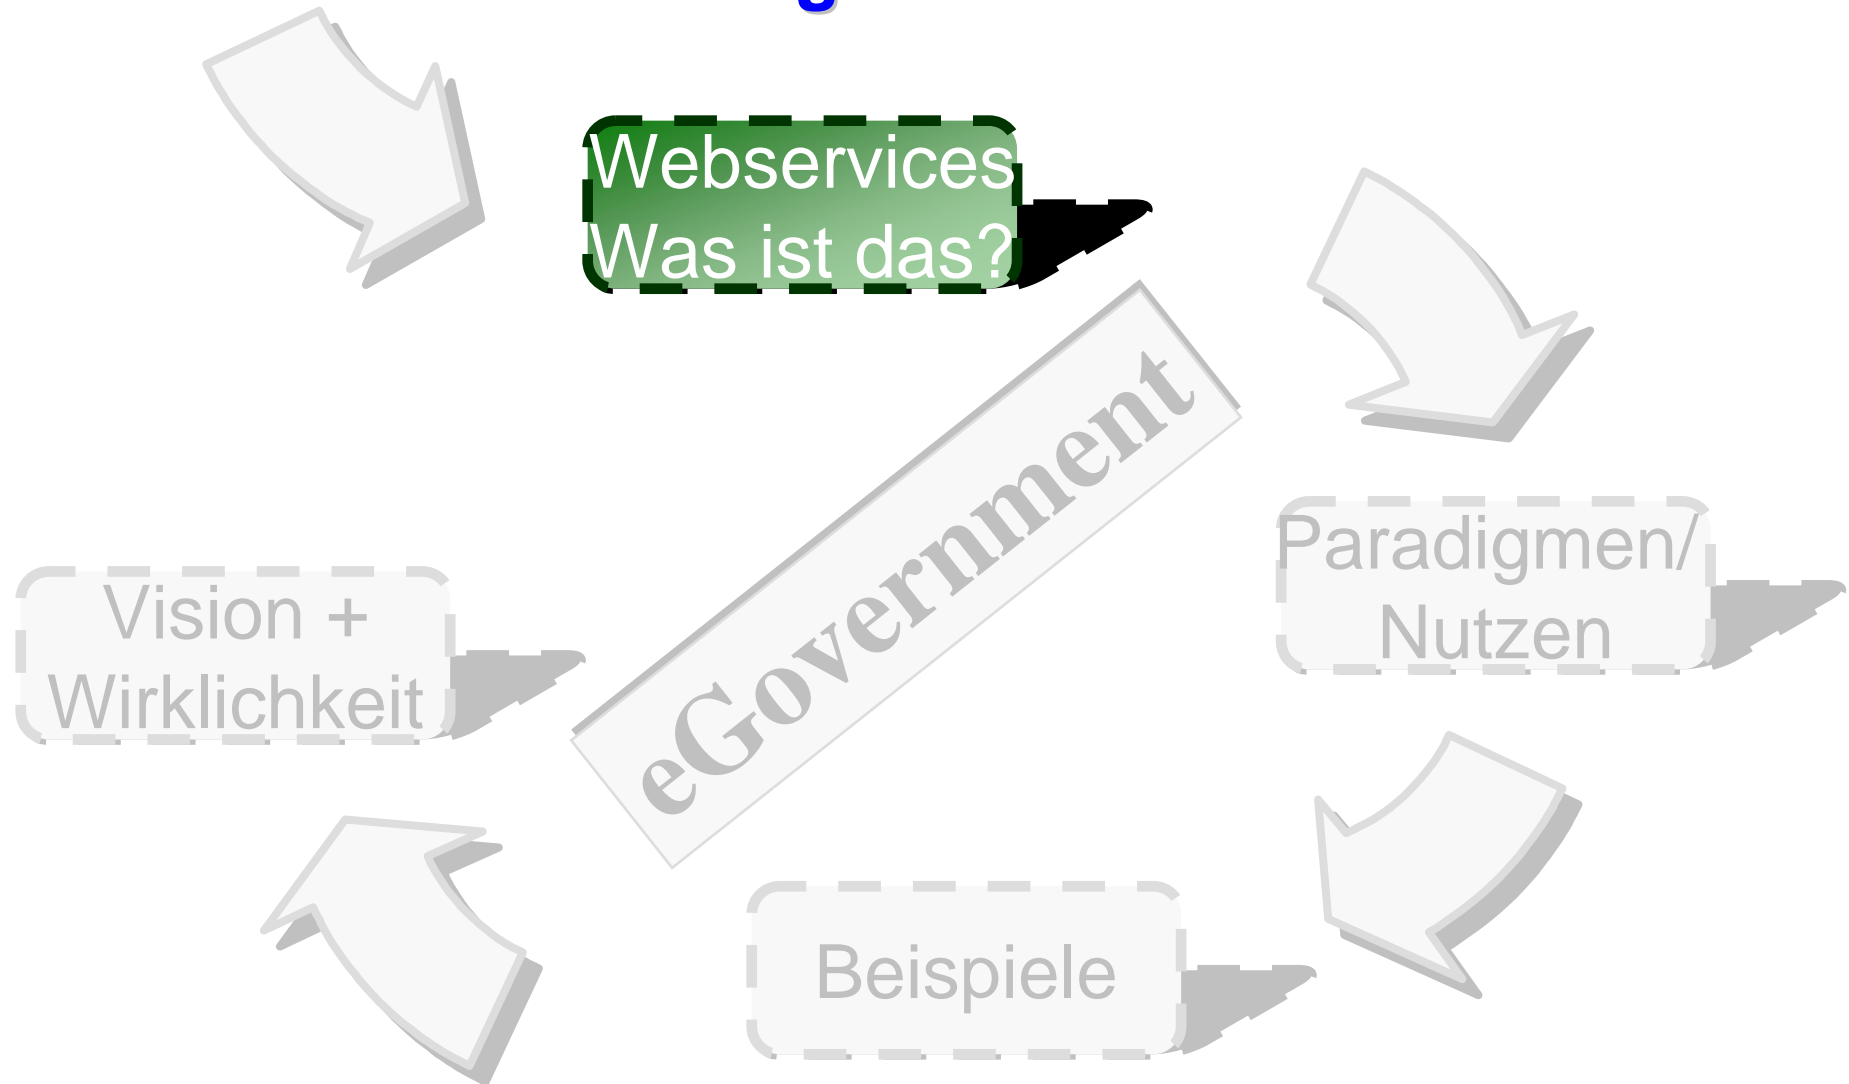 Webservices
Was ist das?
eGovernment
Paradigmen/
Nutzen
Vision +
Wirklichkeit
Beispiele